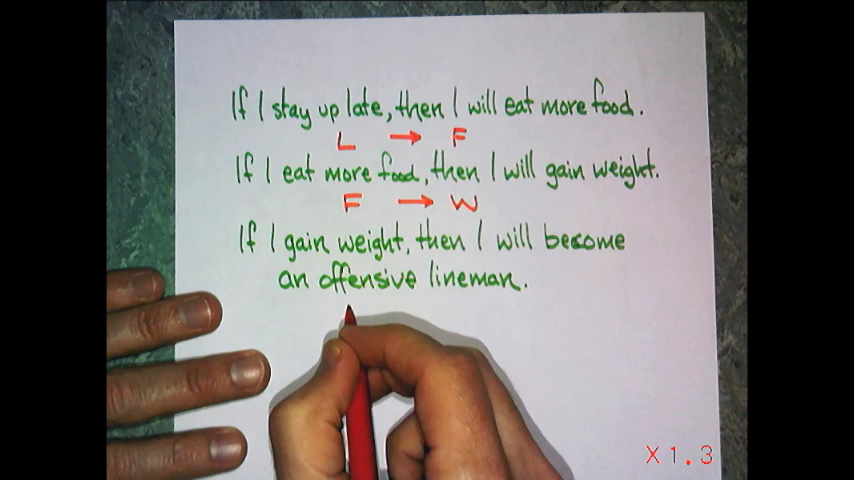 If I stay up late, then I will eat more food.
L → F
If I eat more food, then I will gain weight.
F → W
If I gain weight, then I will become
an offensive lineman.
X1.3